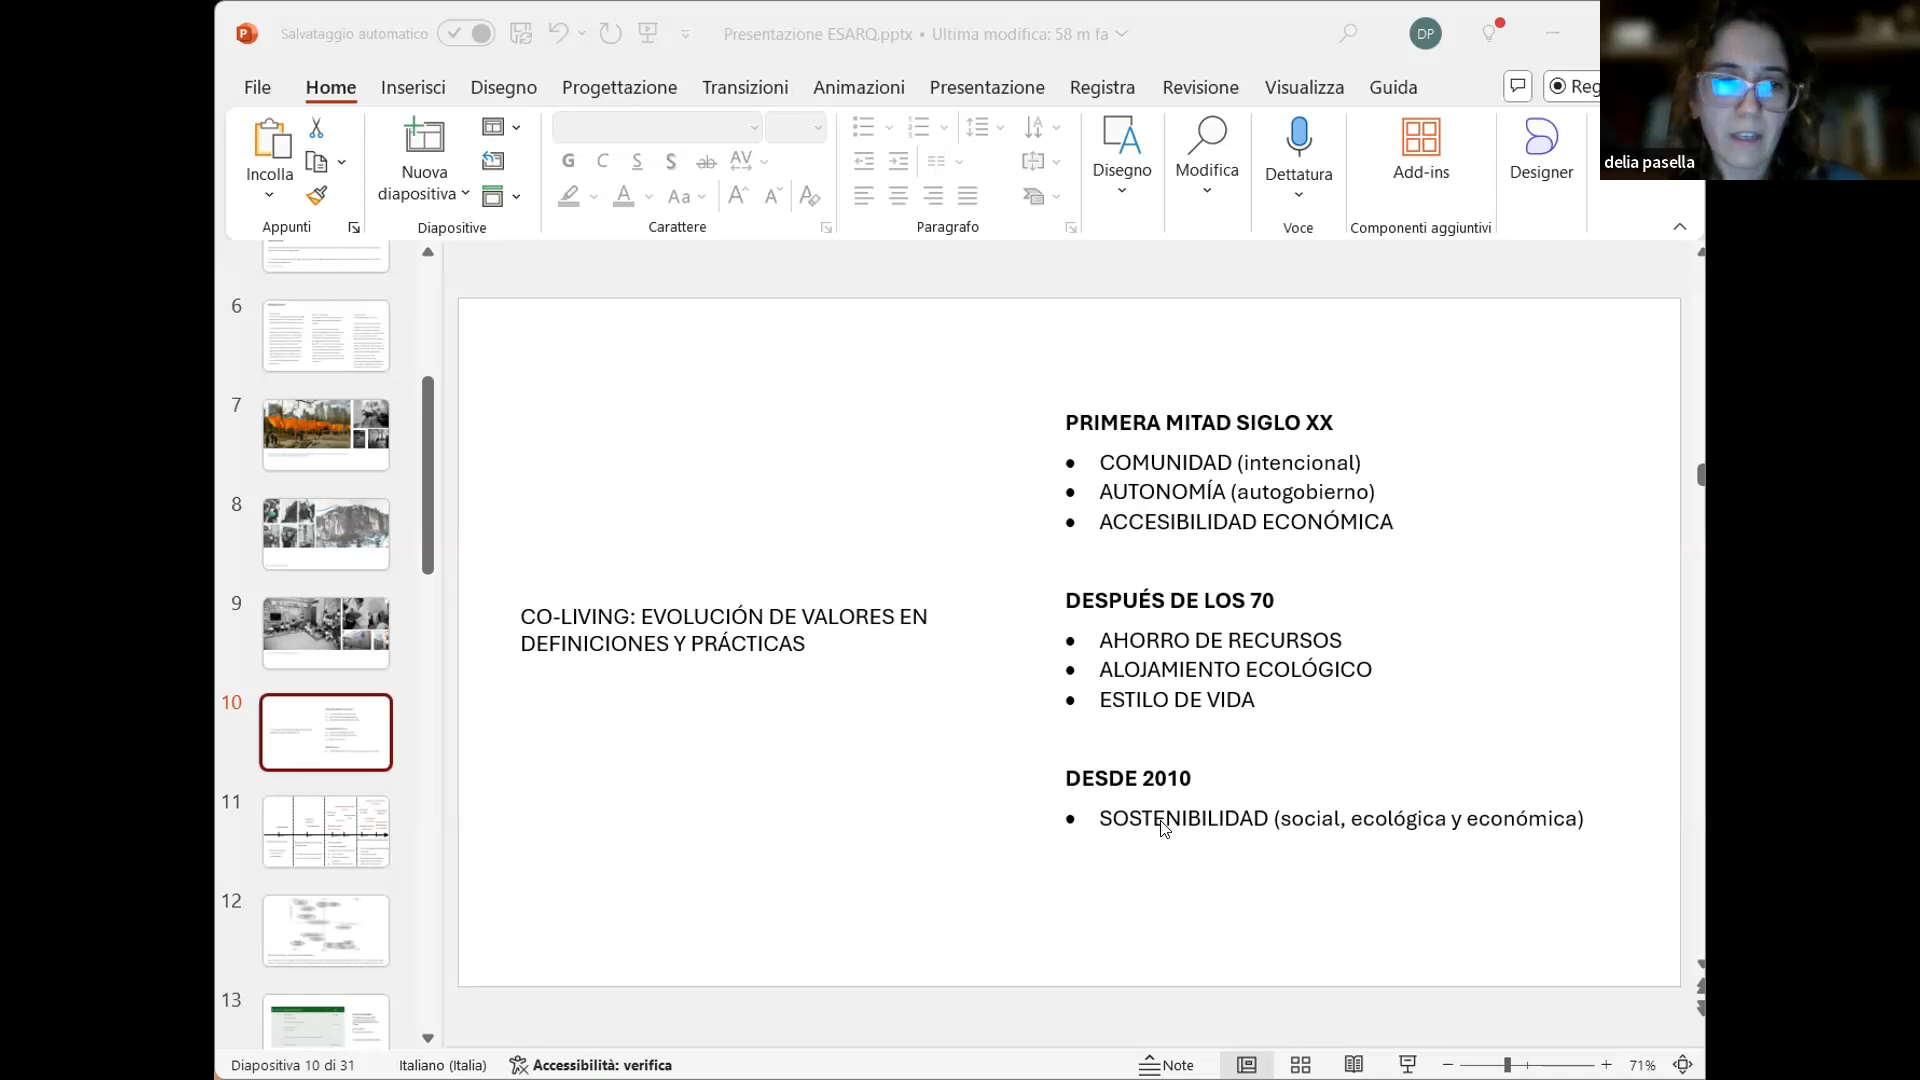 Salvataggio automatico
Presentazione ESARQ.pptx • Ultima modifica: 58 m fa
DP
File Home Inserisci Disegno Progettazione Transizioni Animazioni Presentazione Registra Revisione Visualizza Guida
Reg
delia pasella
Incolla
Nuova
diapositiva
Disegno
Modifica
Dettatura
Add-ins
Designer
G C S S ab AV
A Aa A A A
Appunti
Diapositive
Carattere
Paragrafo
Voce
Componenti aggiuntivi
6
7
8
9
10
11
12
13
CO-LIVING: EVOLUCIÓN DE VALORES EN
DEFINICIONES Y PRÁCTICAS
PRIMERA MITAD SIGLO XX
• COMUNIDAD (intencional)
• AUTONOMÍA (autogobierno)
• ACCESIBILIDAD ECONÓMICA
DESPUÉS DE LOS 70
• AHORRO DE RECURSOS
• ALOJAMIENTO ECOLÓGICO
• ESTILO DE VIDA
DESDE 2010
• SOSTENIBILIDAD (social, ecológica y económica)
Diapositiva 10 di 31
Italiano (Italia)
Accessibilità: verifica
Note
71%